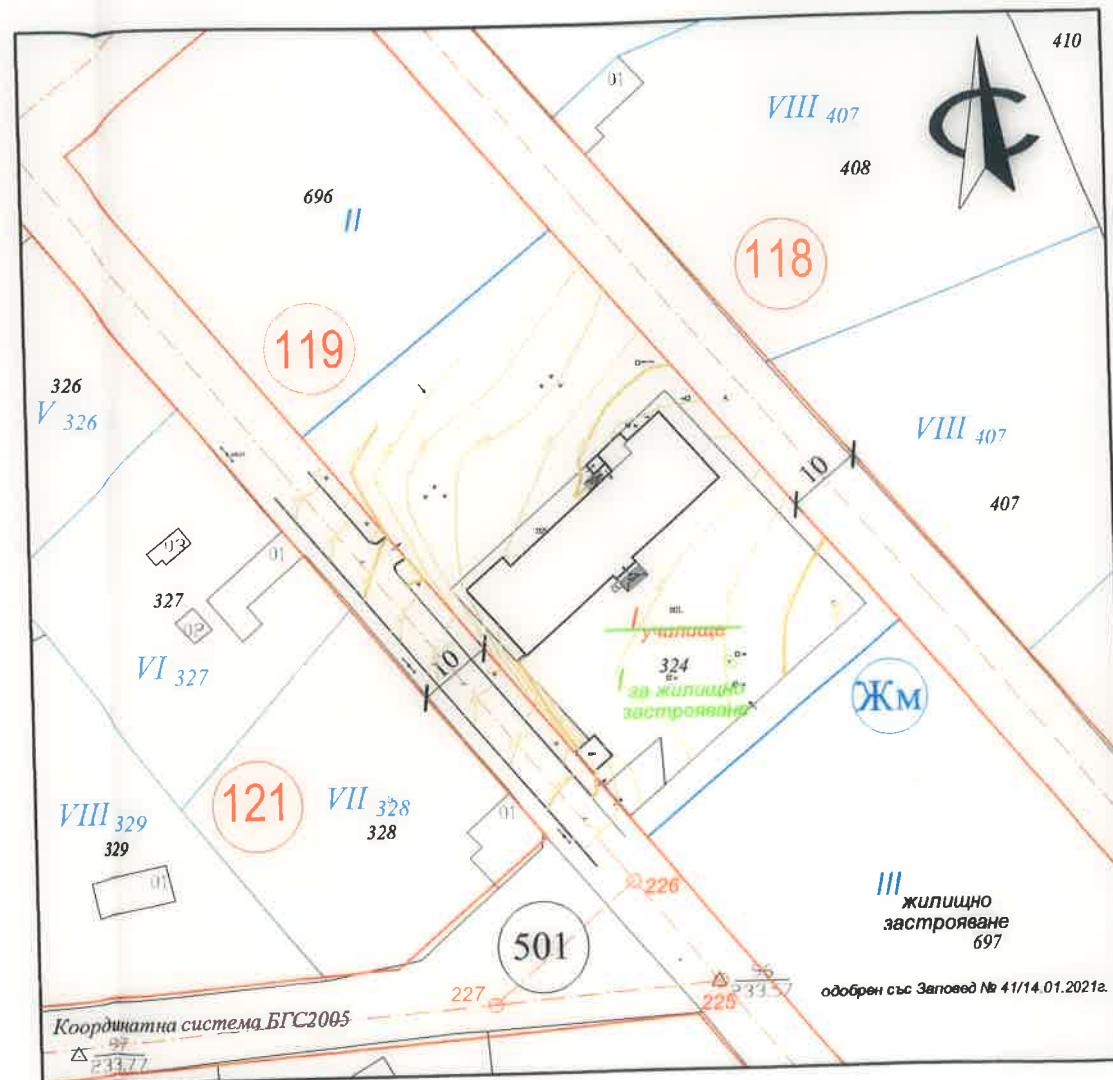 410
01
VIII 407
408
696
II
118
119
326
V 326
VIII 407
10
407
03
01
327
02
VI 327
I
училище
324
I
за жилищно
застрояване
10
Жм
121
VIII 329
329
VII 328
328
01
01
226
501
III
жилищно
застрояване
697
227
225
96
233.57
одобрен със Заповед № 41/14.01.2021г.
Координатна система БГС2005
97
233.77